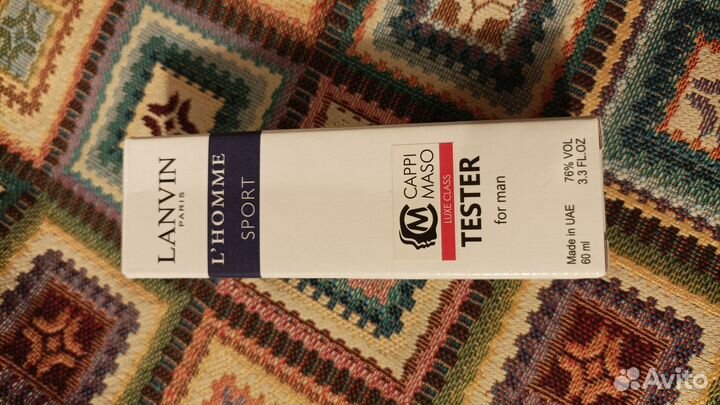 LANVIN
PARIS
L'HOMME
SPORT
M CAPPI
MASO
LUXE CLASS
TESTER
for man
76% VOL
3.3 FL.OZ
Made in UAE
60 ml
Avito